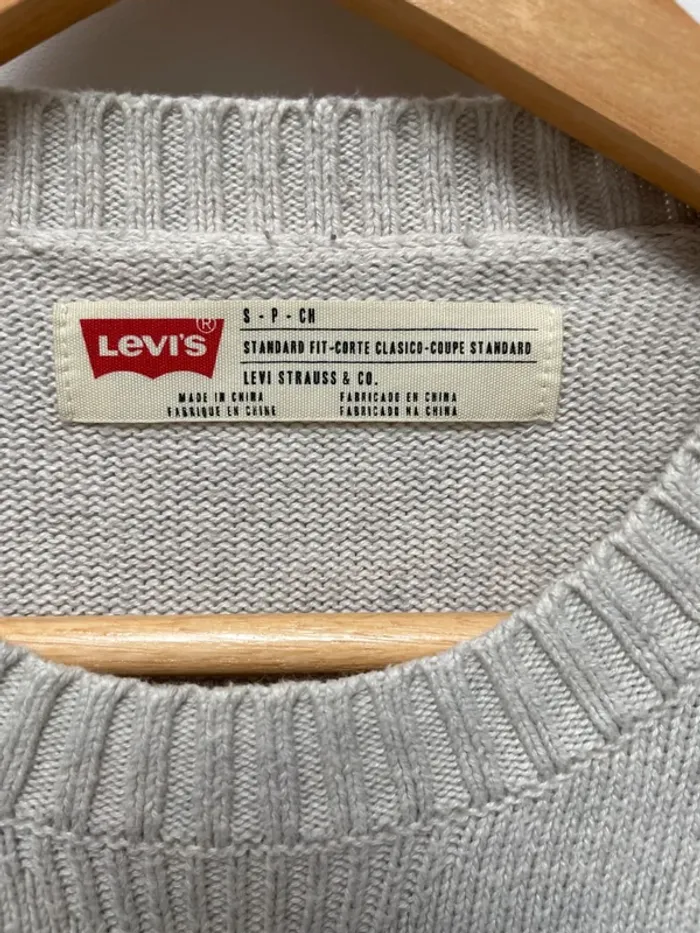 LEVI'S ®
S - P - CH
STANDARD FIT-CORTE CLASICO-COUPE STANDARD
LEVI STRAUSS & CO.
MADE IN CHINA FABRICADO EN CHINA
FABRIQUE EN CHINE FABRICADO NA CHINA